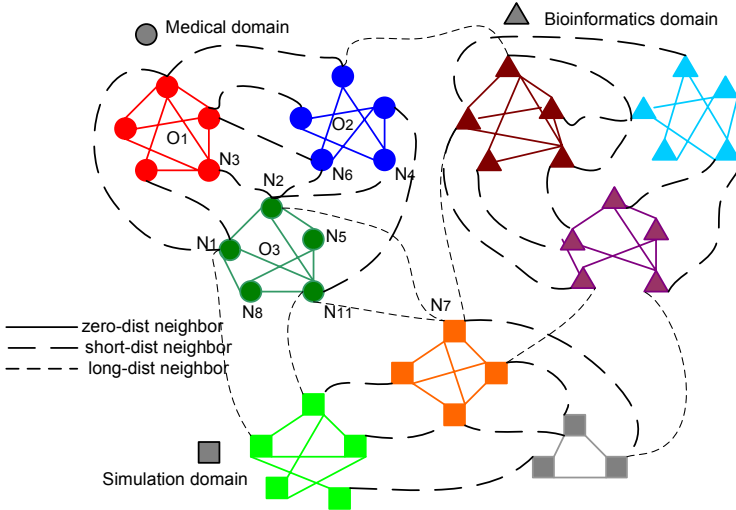 Medical domain
Bioinformatics domain
O1
O2
N3
N6
N4
N2
N1
O3
N5
N7
N8
N11
zero-dist neighbor
short-dist neighbor
long-dist neighbor
Simulation domain